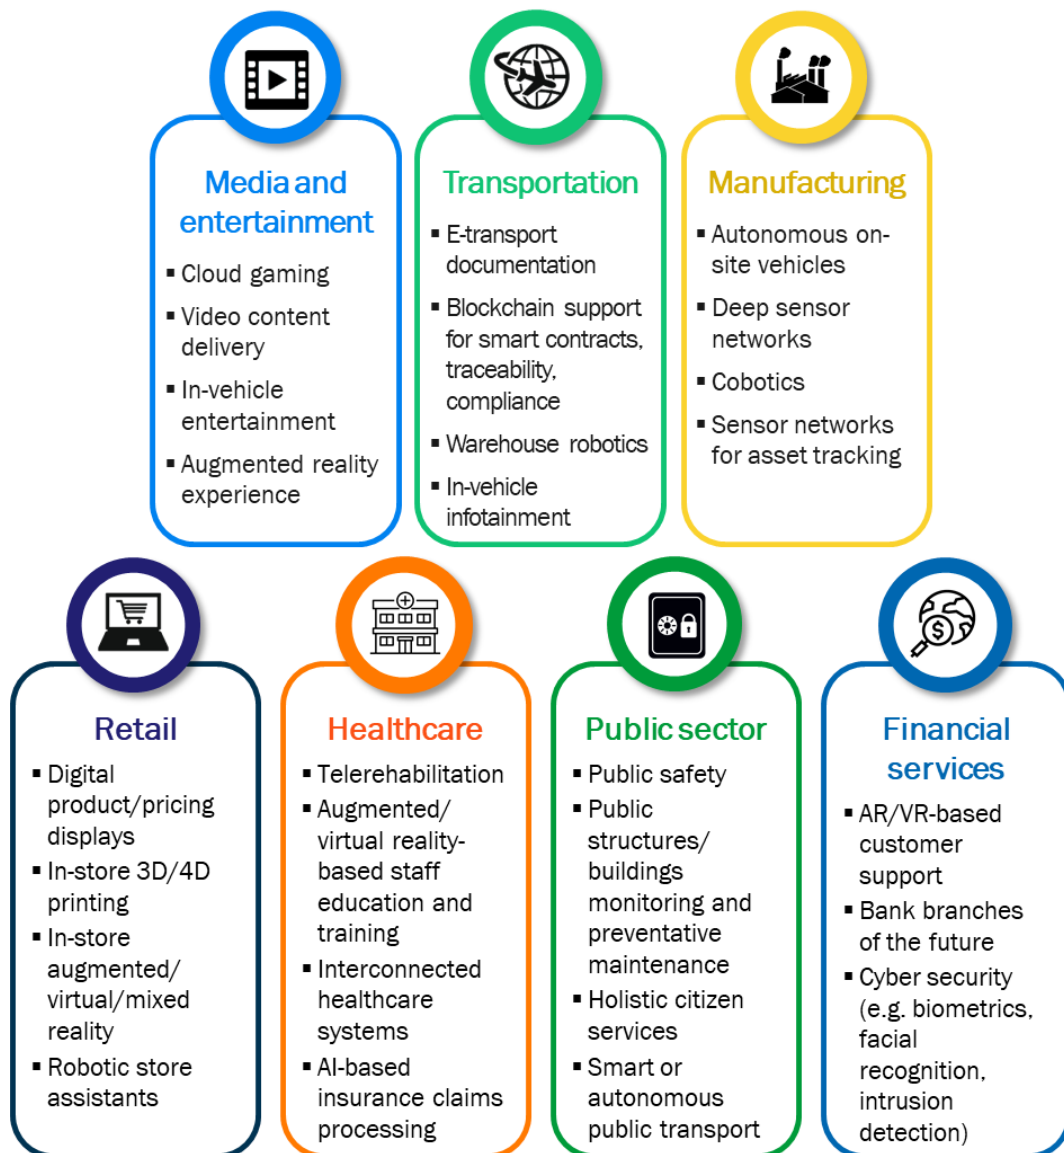 Media and
entertainment
▪ Cloud gaming
▪ Video content
delivery
▪ In-vehicle
entertainment
▪ Augmented reality
experience
Transportation
▪ E-transport
documentation
▪ Blockchain support
for smart contracts,
traceability,
compliance
▪ Warehouse robotics
▪ In-vehicle
infotainment
Manufacturing
▪ Autonomous on-
site vehicles
▪ Deep sensor
networks
▪ Cobotics
▪ Sensor networks
for asset tracking
Retail
▪ Digital
product/pricing
displays
▪ In-store 3D/4D
printing
▪ In-store
augmented/
virtual/mixed
reality
▪ Robotic store
assistants
Healthcare
▪ Telerehabilitation
▪ Augmented/
virtual reality-
based staff
education and
training
▪ Interconnected
healthcare
systems
▪ AI-based
insurance claims
processing
Public sector
▪ Public safety
▪ Public
structures/
buildings
monitoring and
preventative
maintenance
▪ Holistic citizen
services
▪ Smart or
autonomous
public transport
$
Financial
services
▪ AR/VR-based
customer
support
▪ Bank branches
of the future
▪ Cyber security
(e.g. biometrics,
facial
recognition,
intrusion
detection)